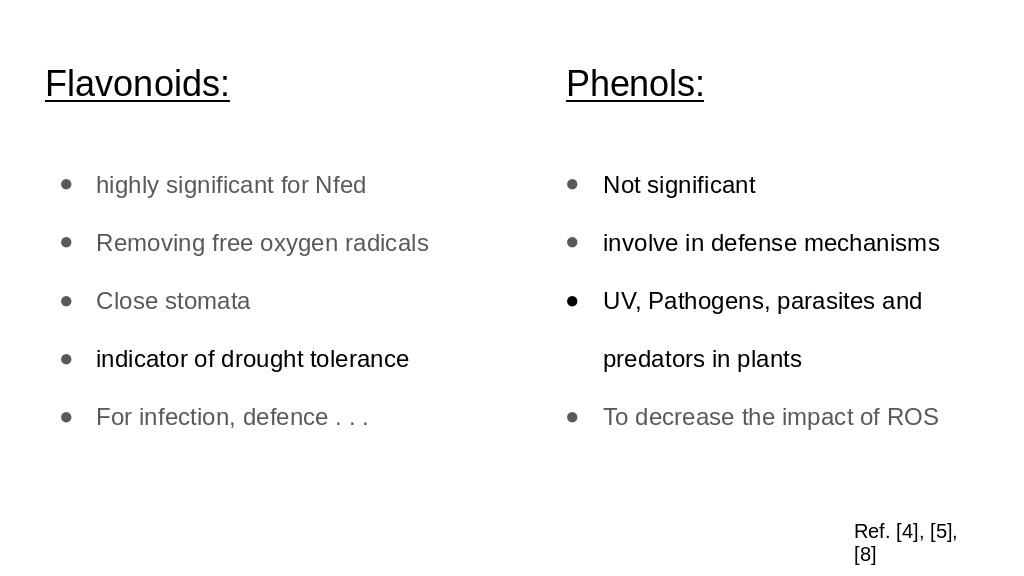 Flavonoids:
● highly significant for Nfed
● Removing free oxygen radicals
● Close stomata
● indicator of drought tolerance
● For infection, defence . . .
Phenols:
● Not significant
● involve in defense mechanisms
● UV, Pathogens, parasites and
predators in plants
● To decrease the impact of ROS
Ref. [4], [5],
[8]